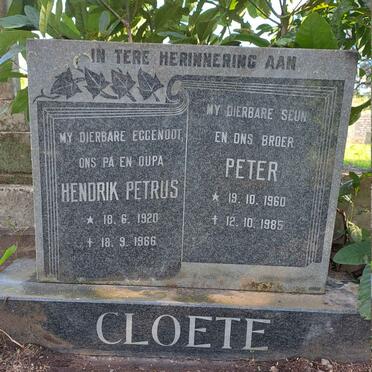 IN TERE HERINNERING AAN
MY DIERBARE EGGENOOT
ONS PA EN OUPA
HENDRIK PETRUS
★ 18. 6. 1920
✝ 18. 9. 1966
MY DIERBARE SEUN
EN ONS BROER
PETER
★ 19. 10. 1960
✝ 12. 10. 1985
CLOETE